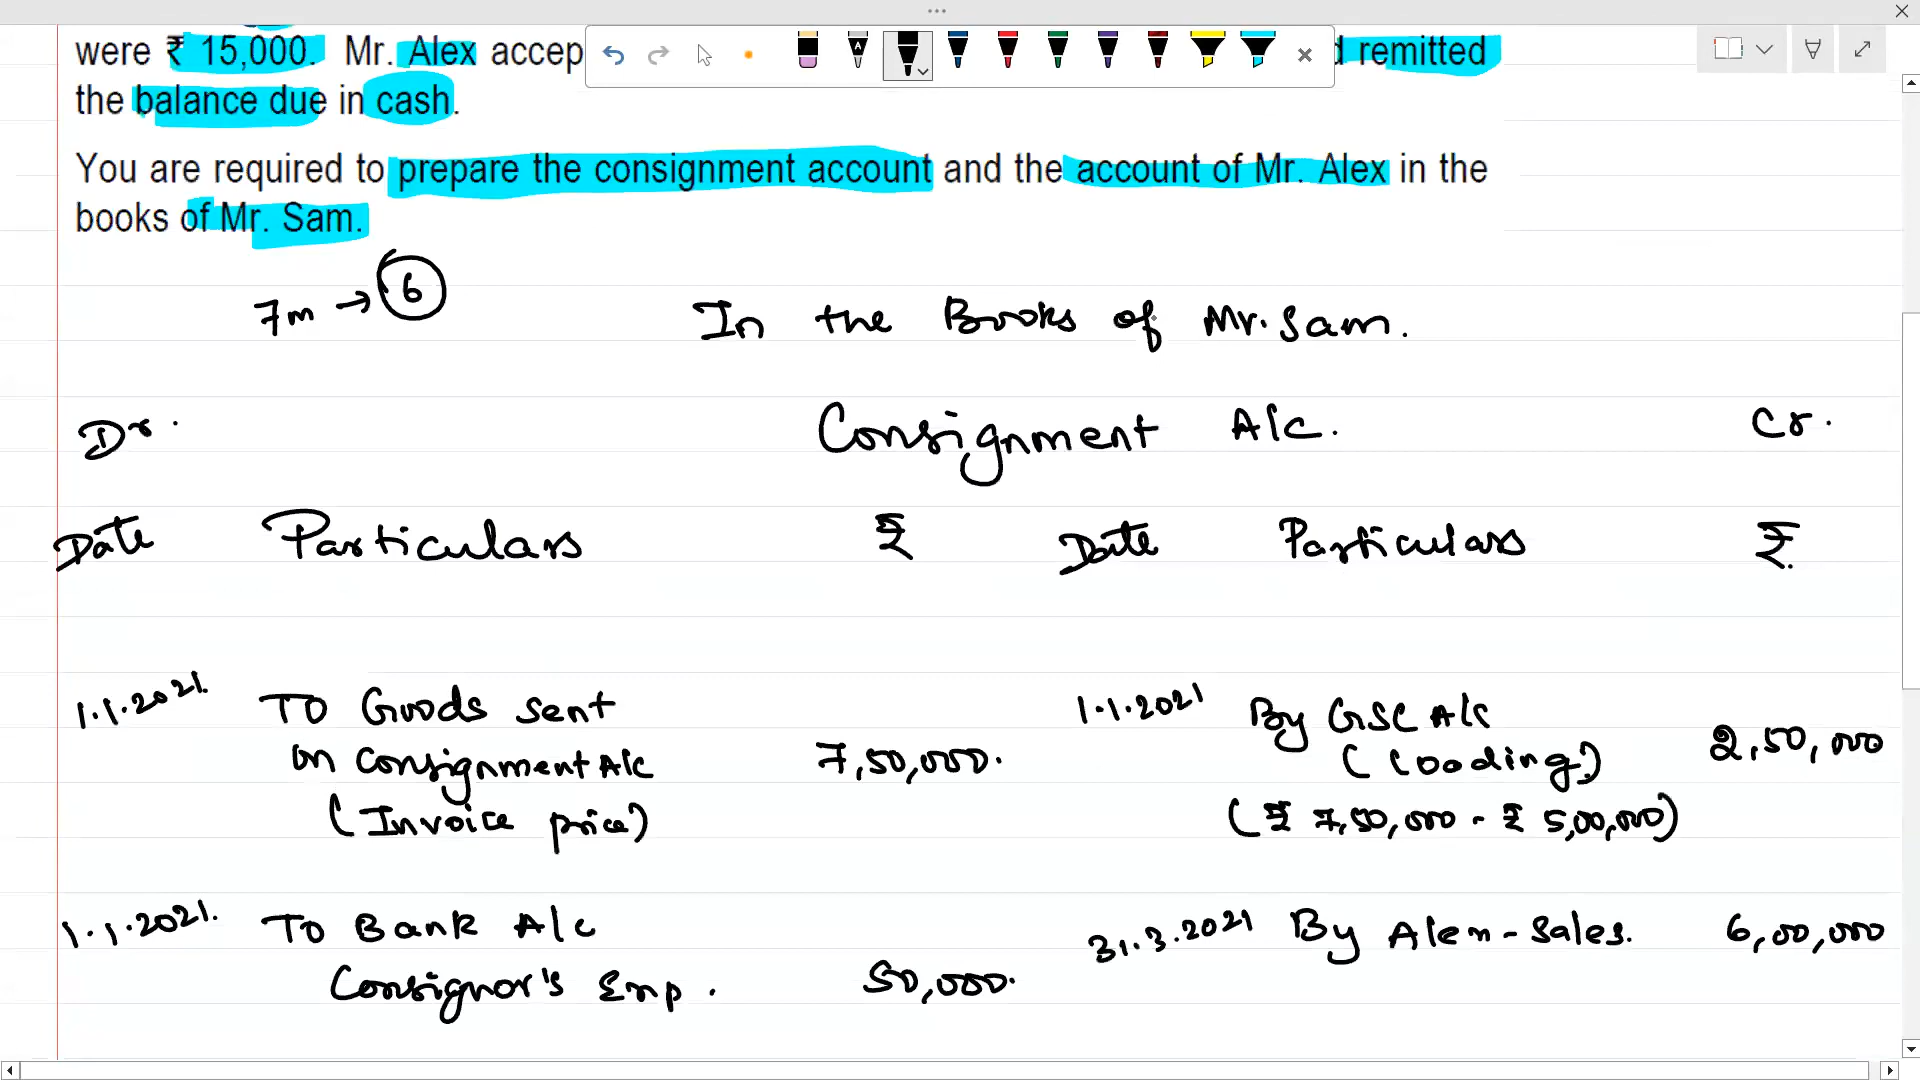 were ₹ 15,000. Mr. Alex accep d remitted
the balance due in cash.
You are required to prepare the consignment account and the account of Mr. Alex in the
books of Mr. Sam.
7m → 6
In the Books of Mr. Sam.
Dr. Consignment A/c. Cr.
Date Particulars ₹ Date Particulars ₹
1.1.2021. To Goods sent 1.1.2021 By GSC A/c
on Consignment A/c 7,50,000. (Loading) 2,50,000
(Invoice price) (₹ 7,50,000 - ₹ 5,00,000)
1.1.2021. To Bank A/c 31.3.2021 By Alex - Sales. 6,00,000
Consignor's Exp. 50,000.